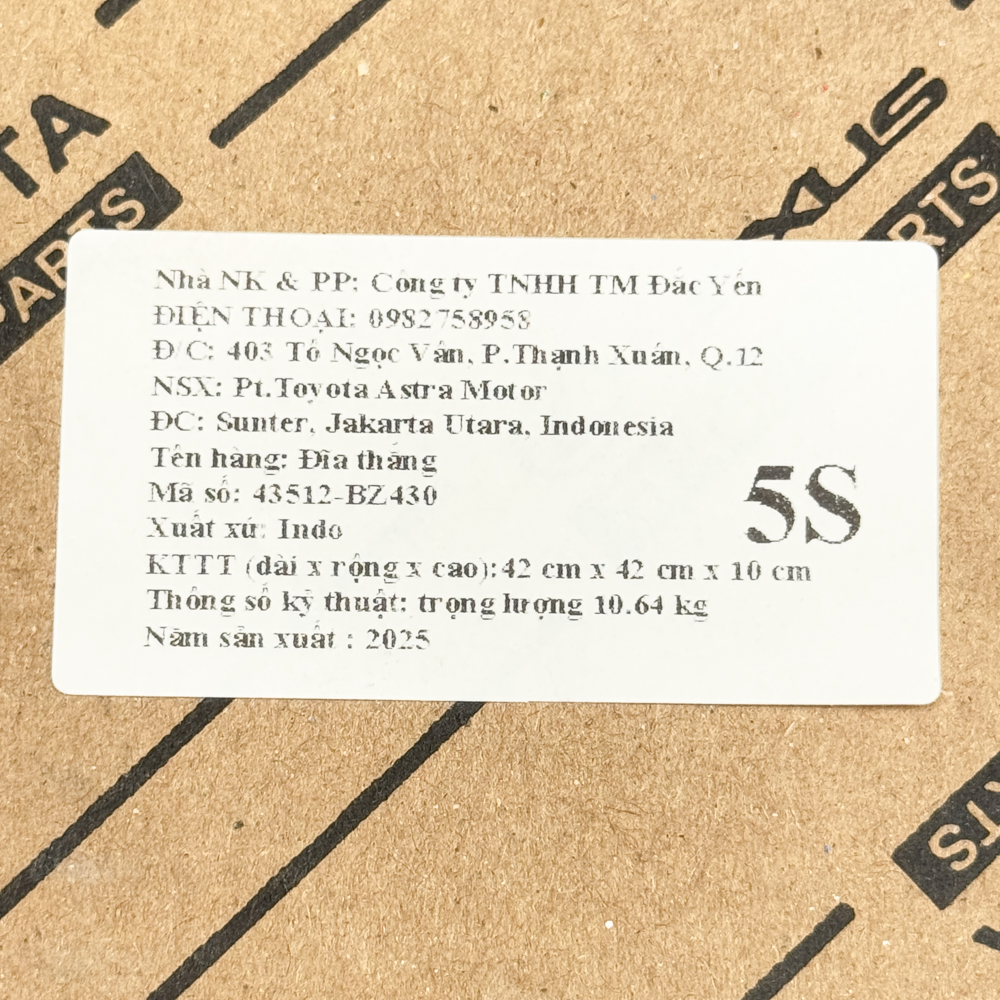 TA
PARTS
XUS
RTS
Nhà NK & PP: Công ty TNHH TM Đắc Yến
ĐIỆN THOẠI: 0982758958
Đ/C: 403 Tô Ngọc Vân, P.Thạnh Xuân, Q.12
NSX: Pt.Toyota Astra Motor
ĐC: Sunter, Jakarta Utara, Indonesia
Tên hàng: Đĩa thắng
Mã số: 43512-BZ430
Xuất xứ: Indo
5S
KTTT (dài x rộng x cao):42 cm x 42 cm x 10 cm
Thông số kỹ thuật: trọng lượng 10.64 kg
Năm sản xuất : 2025
RTS